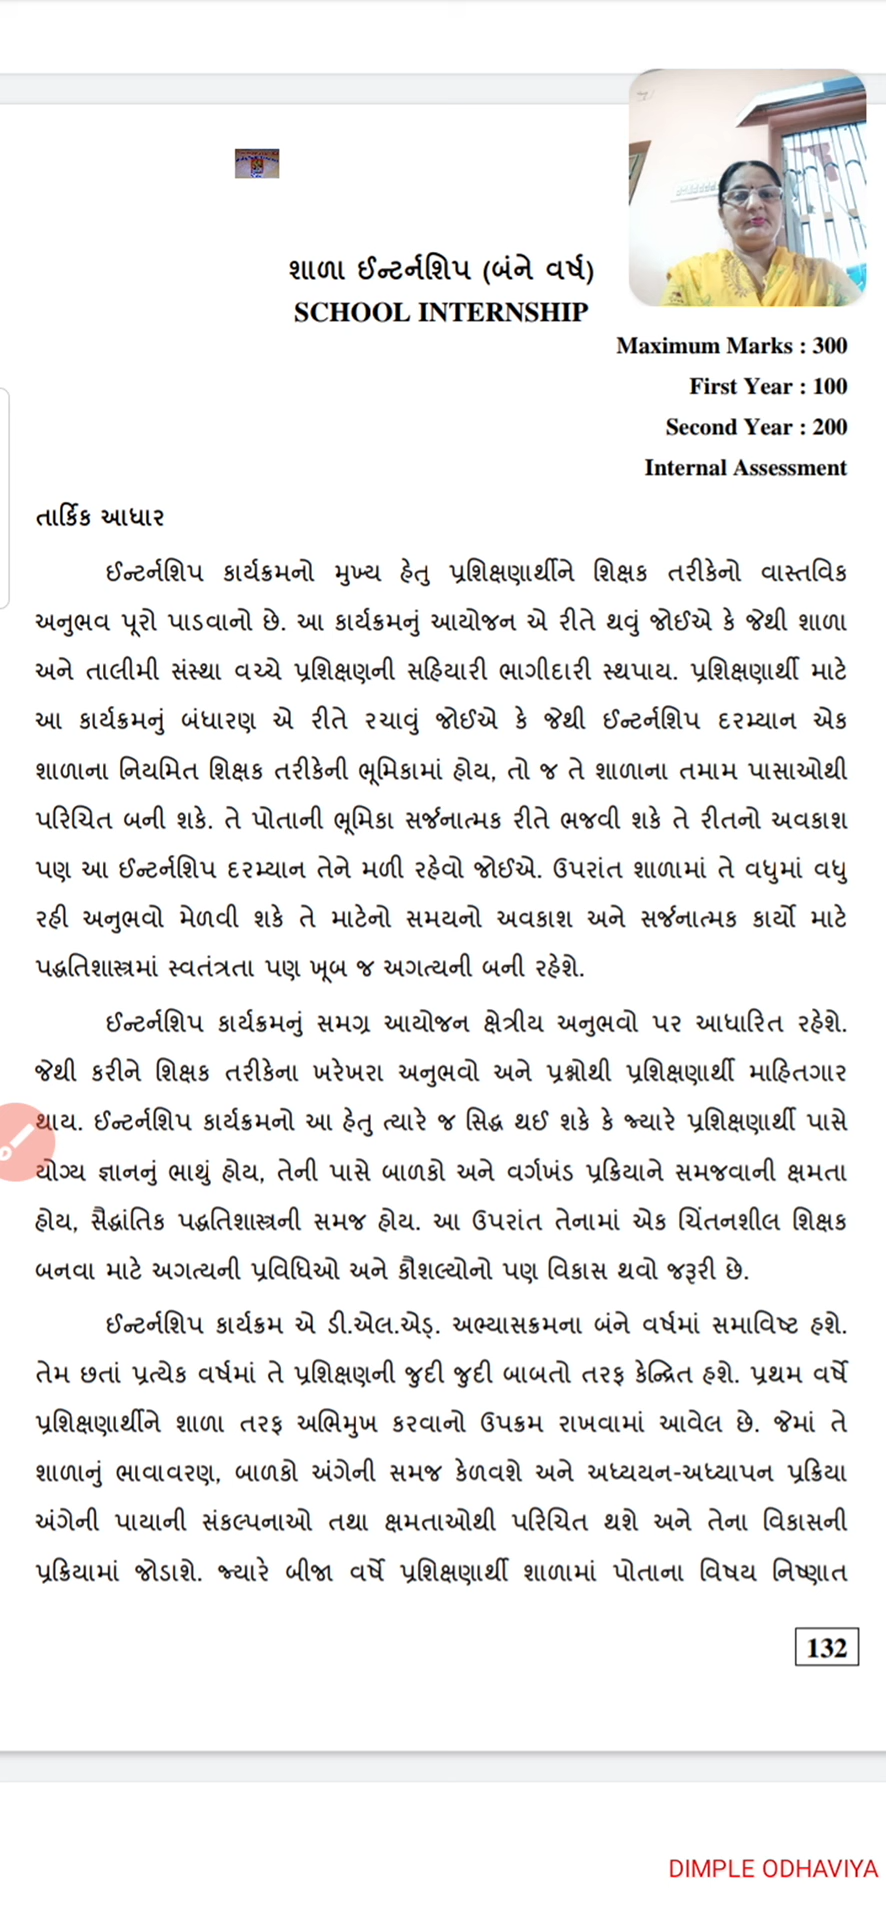 શાળા ઈન્ટર્નશિપ (બંને વર્ષ)
SCHOOL INTERNSHIP
Maximum Marks : 300
First Year : 100
Second Year : 200
Internal Assessment
તાર્કિક આધાર
ઈન્ટર્નશિપ કાર્યક્રમનો મુખ્ય હેતુ પ્રશિક્ષણાર્થીને શિક્ષક તરીકેનો વાસ્તવિક
અનુભવ પૂરો પાડવાનો છે. આ કાર્યક્રમનું આયોજન એ રીતે થવું જોઈએ કે જેથી શાળા
અને તાલીમી સંસ્થા વચ્ચે પ્રશિક્ષણની સહિયારી ભાગીદારી સ્થપાય. પ્રશિક્ષણાર્થી માટે
આ કાર્યક્રમનું બંધારણ એ રીતે રચાવું જોઈએ કે જેથી ઈન્ટર્નશિપ દરમ્યાન એક
શાળાના નિયમિત શિક્ષક તરીકેની ભૂમિકામાં હોય, તો જ તે શાળાના તમામ પાસાઓથી
પરિચિત બની શકે. તે પોતાની ભૂમિકા સર્જનાત્મક રીતે ભજવી શકે તે રીતનો અવકાશ
પણ આ ઈન્ટર્નશિપ દરમ્યાન તેને મળી રહેવો જોઈએ. ઉપરાંત શાળામાં તે વધુમાં વધુ
રહી અનુભવો મેળવી શકે તે માટેનો સમયનો અવકાશ અને સર્જનાત્મક કાર્યો માટે
પદ્ધતિશાસ્ત્રમાં સ્વતંત્રતા પણ ખૂબ જ અગત્યની બની રહેશે.
ઈન્ટર્નશિપ કાર્યક્રમનું સમગ્ર આયોજન ક્ષેત્રીય અનુભવો પર આધારિત રહેશે.
જેથી કરીને શિક્ષક તરીકેના ખરેખરા અનુભવો અને પ્રશ્નોથી પ્રશિક્ષણાર્થી માહિતગાર
થાય. ઈન્ટર્નશિપ કાર્યક્રમનો આ હેતુ ત્યારે જ સિદ્ધ થઈ શકે કે જ્યારે પ્રશિક્ષણાર્થી પાસે
યોગ્ય જ્ઞાનનું ભાથું હોય, તેની પાસે બાળકો અને વર્ગખંડ પ્રક્રિયાને સમજવાની ક્ષમતા
હોય, સૈદ્ધાંતિક પદ્ધતિશાસ્ત્રની સમજ હોય. આ ઉપરાંત તેનામાં એક ચિંતનશીલ શિક્ષક
બનવા માટે અગત્યની પ્રવિધિઓ અને કૌશલ્યોનો પણ વિકાસ થવો જરૂરી છે.
ઈન્ટર્નશિપ કાર્યક્રમ એ ડી.એલ.એડ્. અભ્યાસક્રમના બંને વર્ષમાં સમાવિષ્ટ હશે.
તેમ છતાં પ્રત્યેક વર્ષમાં તે પ્રશિક્ષણની જુદી જુદી બાબતો તરફ કેન્દ્રિત હશે. પ્રથમ વર્ષે
પ્રશિક્ષણાર્થીને શાળા તરફ અભિમુખ કરવાનો ઉપક્રમ રાખવામાં આવેલ છે. જેમાં તે
શાળાનું ભાવાવરણ, બાળકો અંગેની સમજ કેળવશે અને અધ્યયન-અધ્યાપન પ્રક્રિયા
અંગેની પાયાની સંકલ્પનાઓ તથા ક્ષમતાઓથી પરિચિત થશે અને તેના વિકાસની
પ્રક્રિયામાં જોડાશે. જ્યારે બીજા વર્ષે પ્રશિક્ષણાર્થી શાળામાં પોતાના વિષય નિષ્ણાત
132
DIMPLE ODHAVIYA